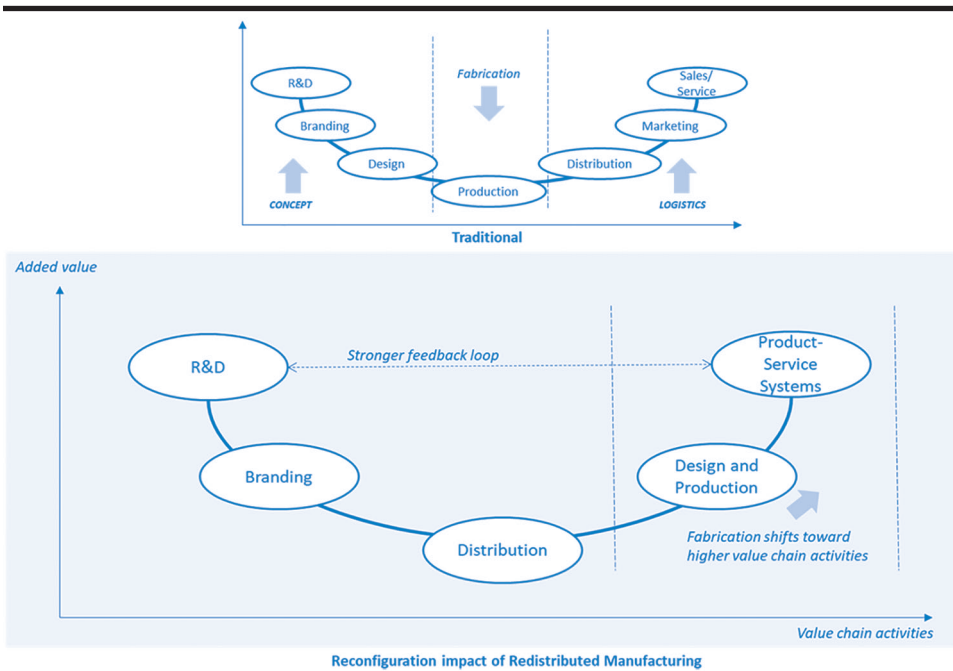 R&D
Branding
Design
Fabrication
Production
Distribution
Marketing
Sales/
Service
CONCEPT
LOGISTICS
Traditional
Added value
R&D
Stronger feedback loop
Product-
Service
Systems
Branding
Design and
Production
Distribution
Fabrication shifts toward
higher value chain activities
Value chain activities
Reconfiguration impact of Redistributed Manufacturing